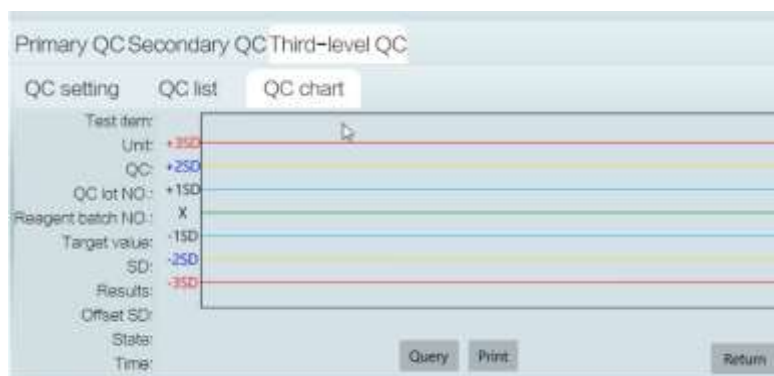 Primary QC Secondary QC Third-level QC
QC setting QC list QC chart
Test item:
Unit:
QC:
QC lot NO.:
Reagent batch NO.:
Target value:
SD:
Results:
Offset SD:
State:
Time:
+3SD
+2SD
+1SD
X
-1SD
-2SD
-3SD
Query Print Return